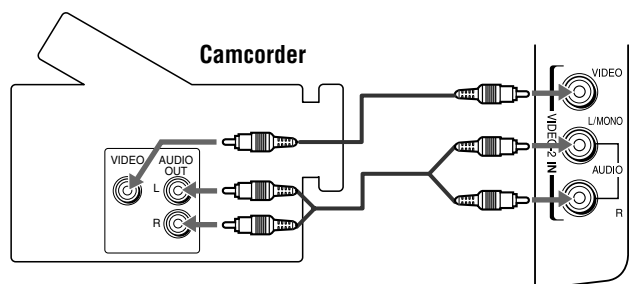 Camcorder
VIDEO
AUDIO
OUT
L
R
VIDEO
L/MONO
VIDEO-2 IN
AUDIO
R